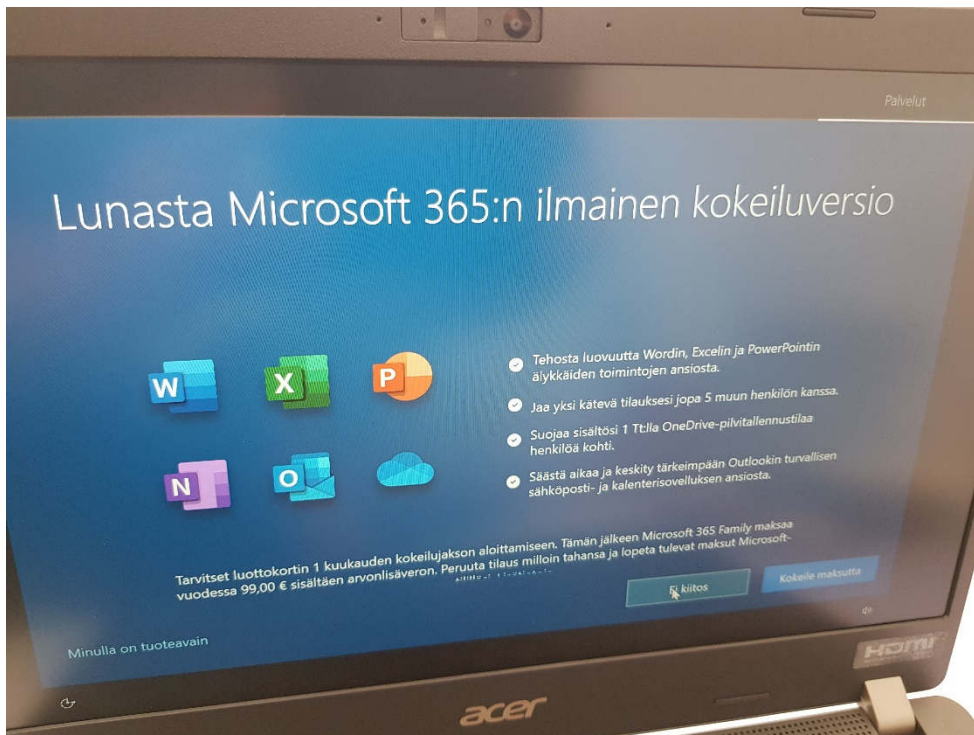 Palvelut
Lunasta Microsoft 365:n ilmainen kokeiluversio
W
X
P
N
O
Tehosta luovuutta Wordin, Excelin ja PowerPointin
älykkäiden toimintojen ansiosta.
Jaa yksi kätevä tilauksesi jopa 5 muun henkilön kanssa.
Suojaa sisältösi 1 Tt:lla OneDrive-pilvitallennustilaa
henkilöä kohti.
Säästä aikaa ja keskity tärkeimpään Outlookin turvallisen
sähköposti- ja kalenterisovelluksen ansiosta.
Tarvitset luottokortin 1 kuukauden kokeilujakson aloittamiseen. Tämän jälkeen Microsoft 365 Family maksaa
vuodessa 99,00 € sisältäen arvonlisäveron. Peruuta tilaus milloin tahansa ja lopeta tulevat maksut Microsoft-
Ei kiitos
Kokeile maksutta
Minulla on tuoteavain
HDMI
acer